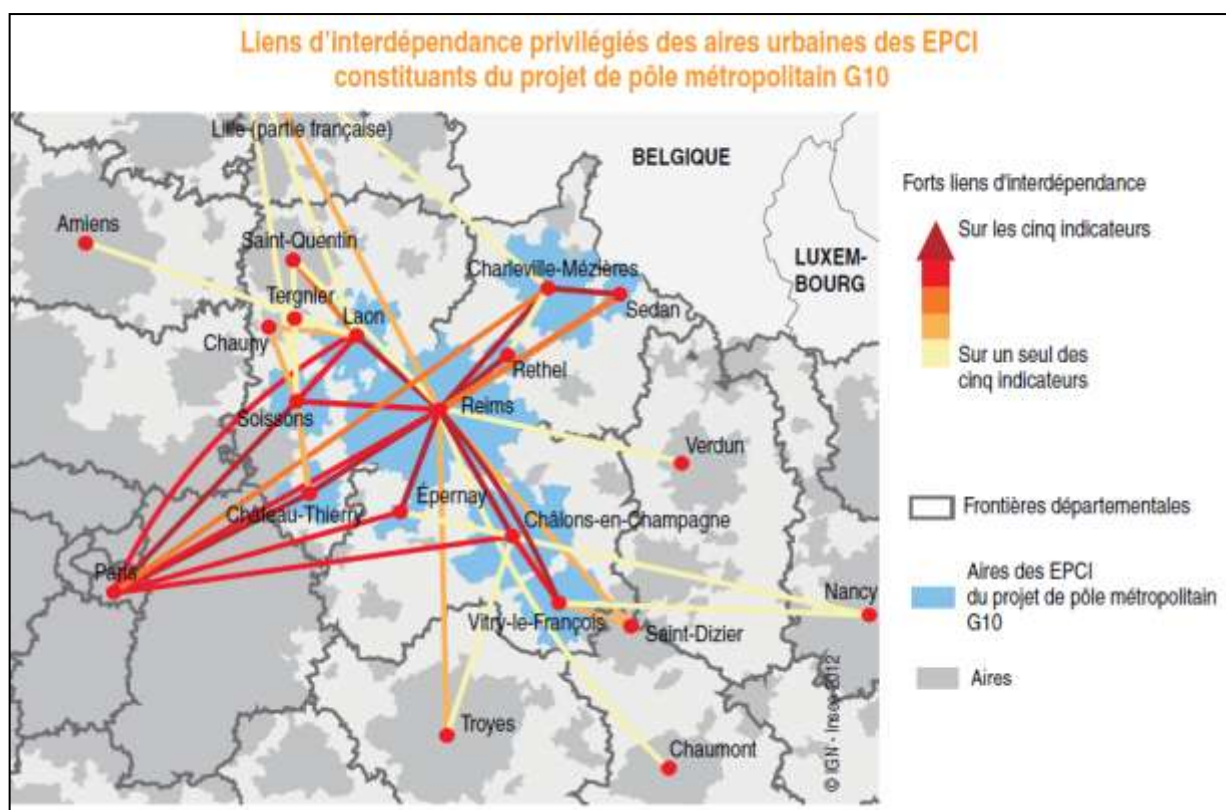 Liens d'interdépendance privilégiés des aires urbaines des EPCI
constituants du projet de pôle métropolitain G10
Lille (partie française)
BELGIQUE
Amiens
Saint-Quentin
Charleville-Mézières
LUXEM-
BOURG
Tergnier
Laon
Sedan
Chauny
Rethel
Soissons
Reims
Verdun
Épernay
Château-Thierry
Châlons-en-Champagne
Paris
Nancy
Vitry-le-François
Saint-Dizier
Troyes
Chaumont
© IGN - Insee 2012
Forts liens d'interdépendance
Sur les cinq indicateurs
Sur un seul des
cinq indicateurs
Frontières départementales
Aires des EPCI
du projet de pôle métropolitain
G10
Aires